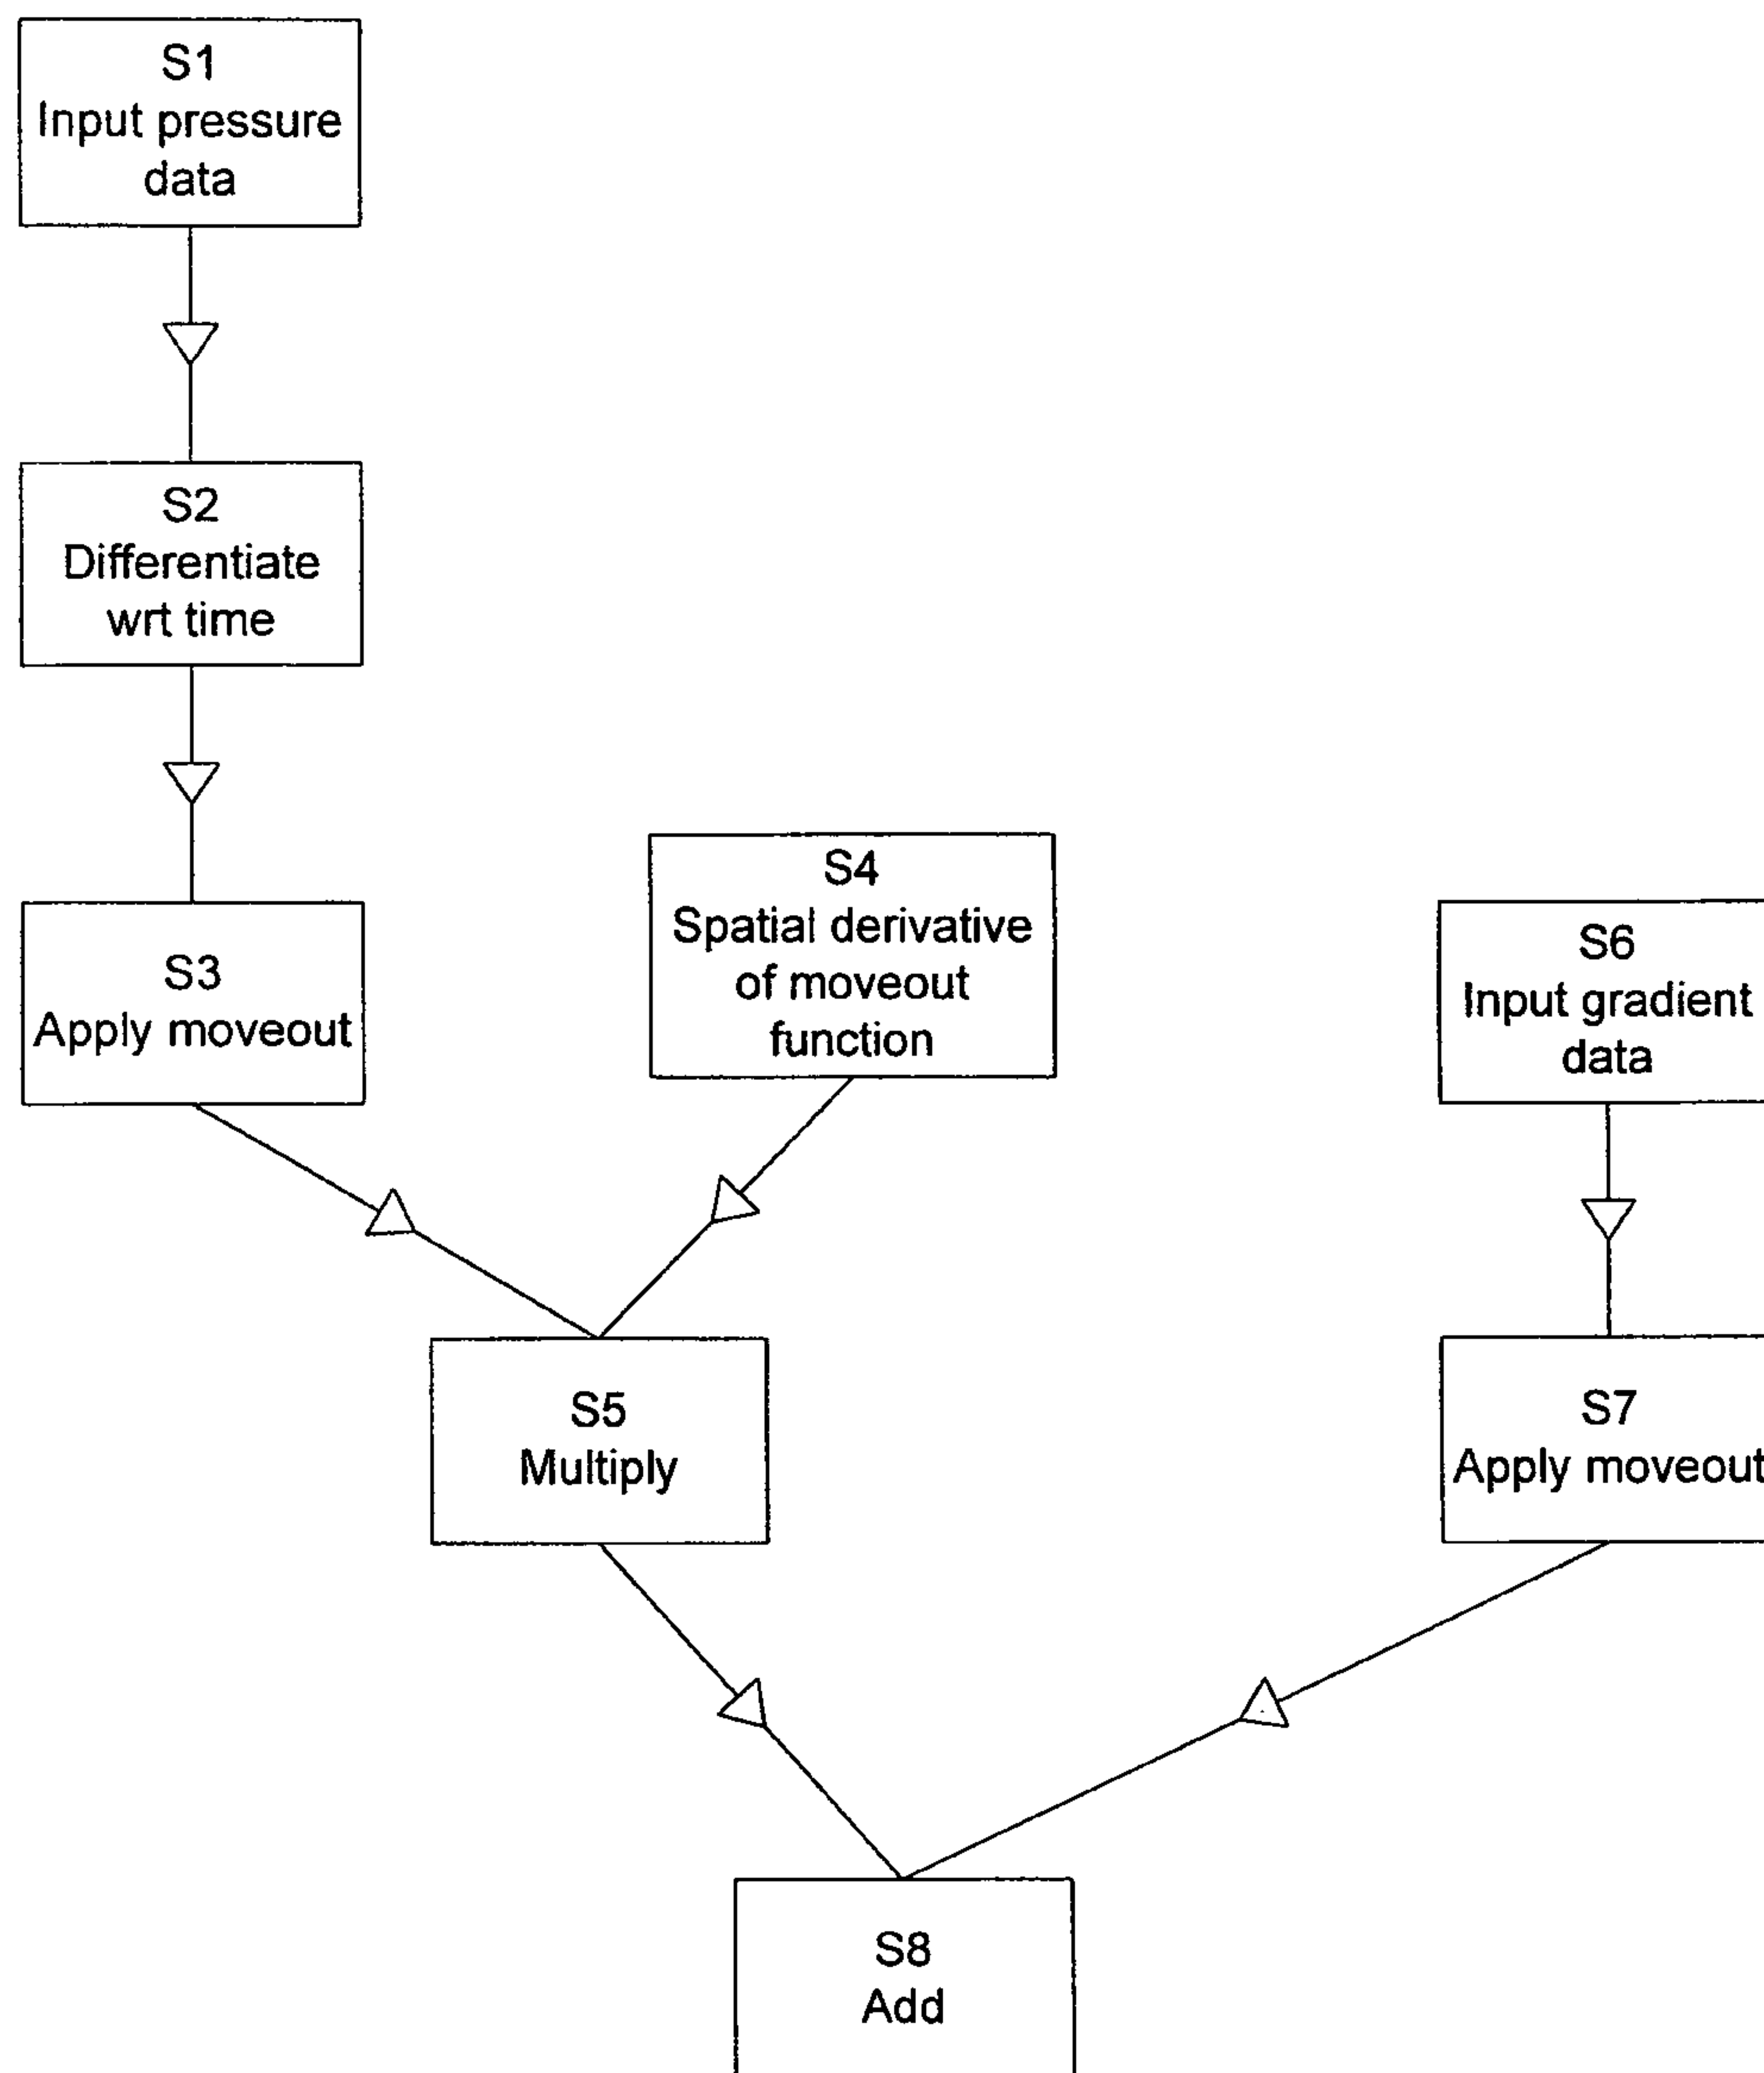 S1
Input pressure
data
S2
Differentiate
wrt time
S3
Apply moveout
S4
Spatial derivative
of moveout
function
S6
Input gradient
data
S5
Multiply
S7
Apply moveout
S8
Add